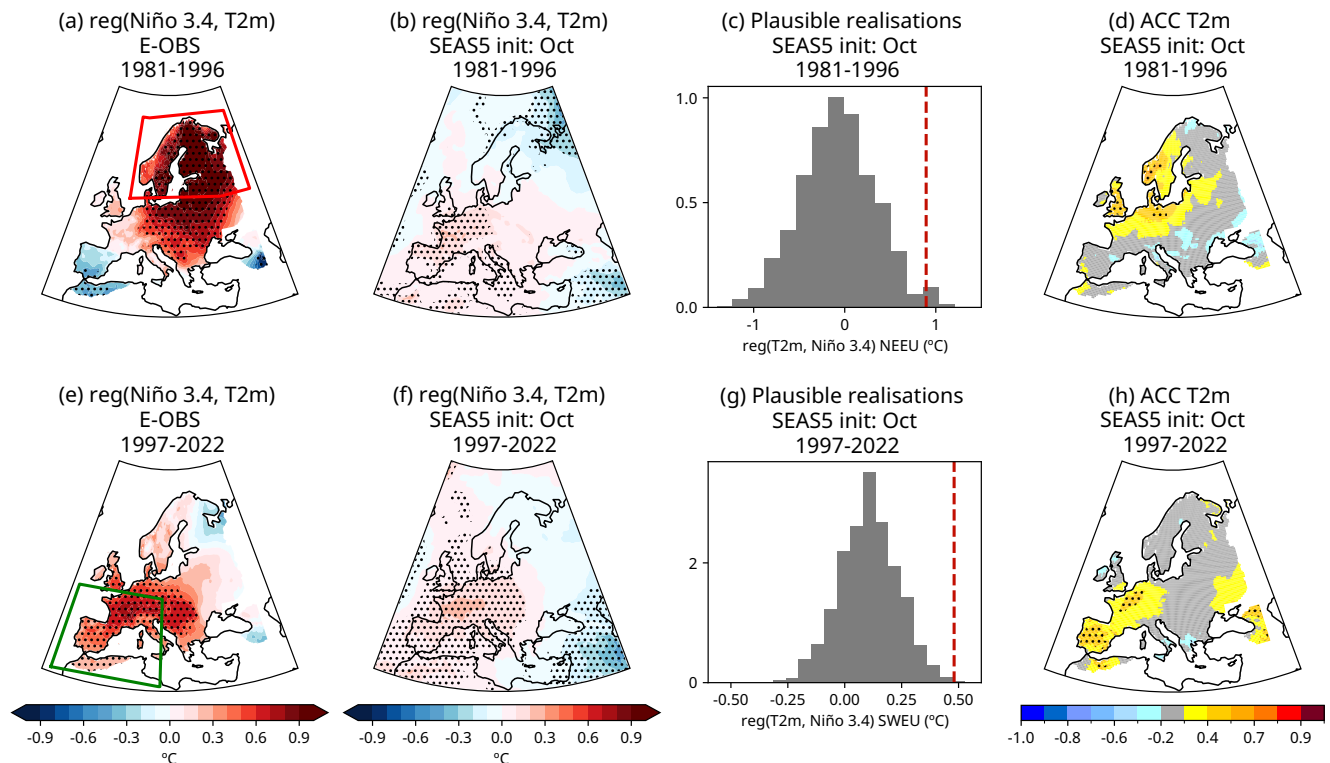 (a) reg(Niño 3.4, T2m)
E-OBS
1981-1996
(b) reg(Niño 3.4, T2m)
SEAS5 init: Oct
1981-1996
(c) Plausible realisations
SEAS5 init: Oct
1981-1996
(d) ACC T2m
SEAS5 init: Oct
1981-1996
1.0
0.5
0.0
-1 0 1
reg(T2m, Niño 3.4) NEEU (ºC)
(e) reg(Niño 3.4, T2m)
E-OBS
1997-2022
(f) reg(Niño 3.4, T2m)
SEAS5 init: Oct
1997-2022
(g) Plausible realisations
SEAS5 init: Oct
1997-2022
(h) ACC T2m
SEAS5 init: Oct
1997-2022
2
0
-0.50 -0.25 0.00 0.25 0.50
reg(T2m, Niño 3.4) SWEU (ºC)
-0.9 -0.6 -0.3 0.0 0.3 0.6 0.9
ºC
-0.9 -0.6 -0.3 0.0 0.3 0.6 0.9
ºC
-1.0 -0.8 -0.6 -0.2 0.4 0.7 0.9